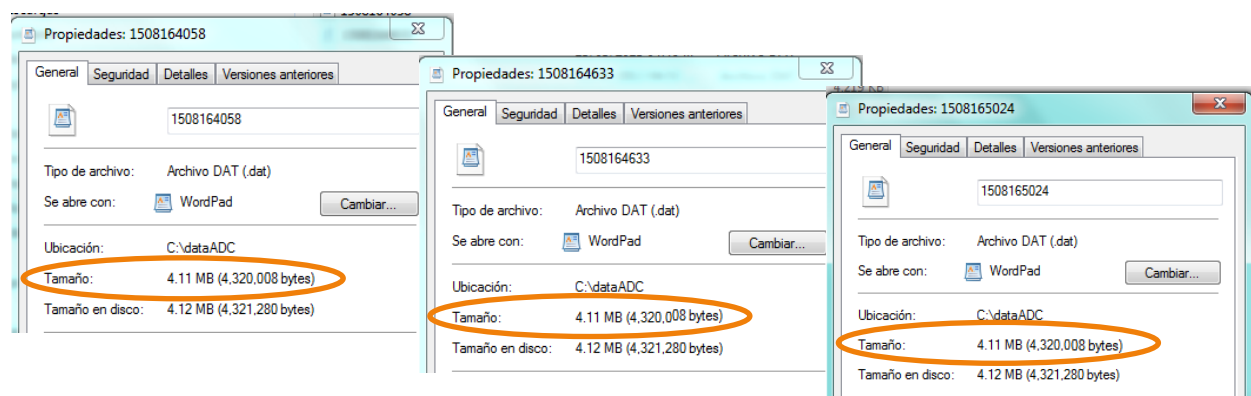 Propiedades: 1508164058
General Seguridad Detalles Versiones anteriores
1508164058
Tipo de archivo: Archivo DAT (.dat)
Se abre con: WordPad Cambiar...
Ubicación: C:\dataADC
Tamaño: 4.11 MB (4,320,008 bytes)
Tamaño en disco: 4.12 MB (4,321,280 bytes)
Propiedades: 1508164633
General Seguridad Detalles Versiones anteriores
1508164633
Tipo de archivo: Archivo DAT (.dat)
Se abre con: WordPad Cambiar...
Ubicación: C:\dataADC
Tamaño: 4.11 MB (4,320,008 bytes)
Tamaño en disco: 4.12 MB (4,321,280 bytes)
4.219 KB
Propiedades: 1508165024
General Seguridad Detalles Versiones anteriores
1508165024
Tipo de archivo: Archivo DAT (.dat)
Se abre con: WordPad Cambiar...
Ubicación: C:\dataADC
Tamaño: 4.11 MB (4,320,008 bytes)
Tamaño en disco: 4.12 MB (4,321,280 bytes)